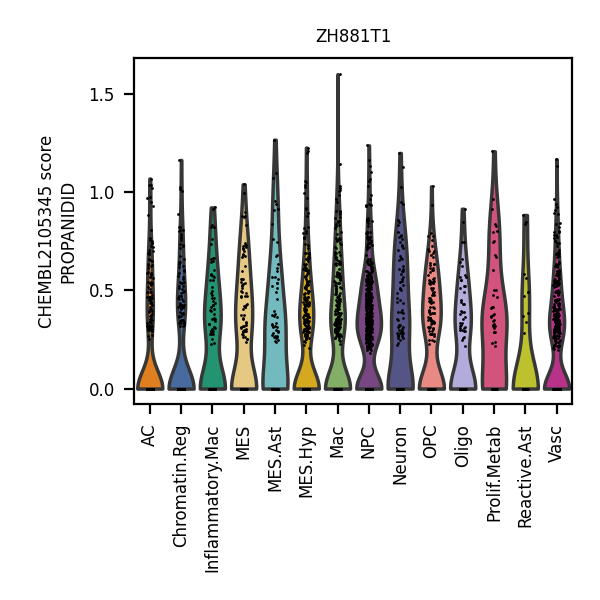 ZH881T1
CHEMBL2105345 score
PROPANIDID
1.5
1.0
0.5
0.0
AC
Chromatin.Reg
Inflammatory.Mac
MES
MES.Ast
MES.Hyp
Mac
NPC
Neuron
OPC
Oligo
Prolif.Metab
Reactive.Ast
Vasc